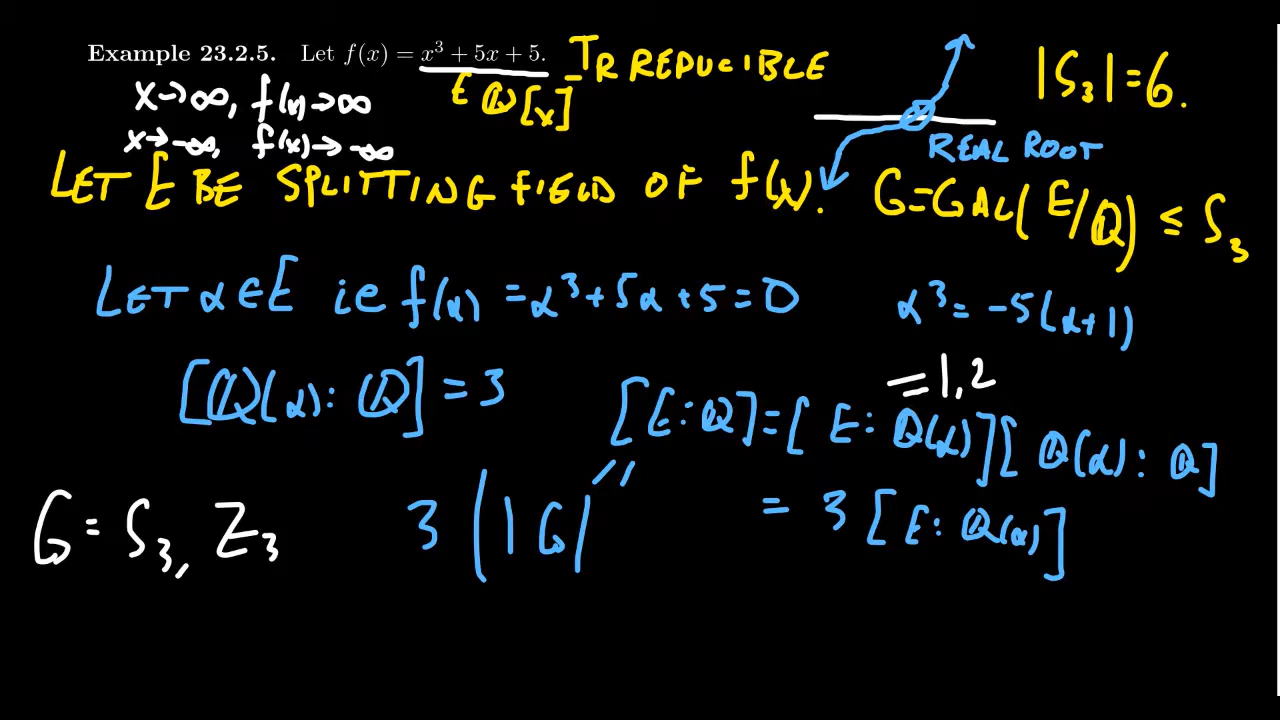 Example 23.2.5. Let f(x) = x³ + 5x + 5. IRREDUCIBLE
∈ ℚ[x]
|S₃| = 6.
x→∞, f(x)→∞
x→-∞, f(x)→-∞
REAL ROOT
LET E BE SPLITTING FIELD OF f(x). G=GAL(E/ℚ) ≤ S₃
LET α∈E ie f(α) = α³+5α+5=0 α³= -5(α+1)
[ℚ(α):ℚ] = 3
=1,2
[E:ℚ]=[E:ℚ(α)][ℚ(α):ℚ]
= 3[E:ℚ(α)]
G = S₃, Z₃ 3 | |G|